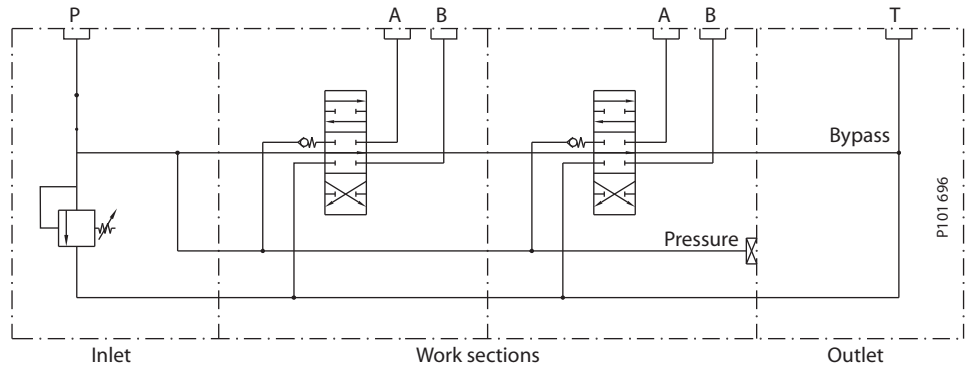 P
A
B
A
B
T
Bypass
Pressure
P101 696
Inlet
Work sections
Outlet